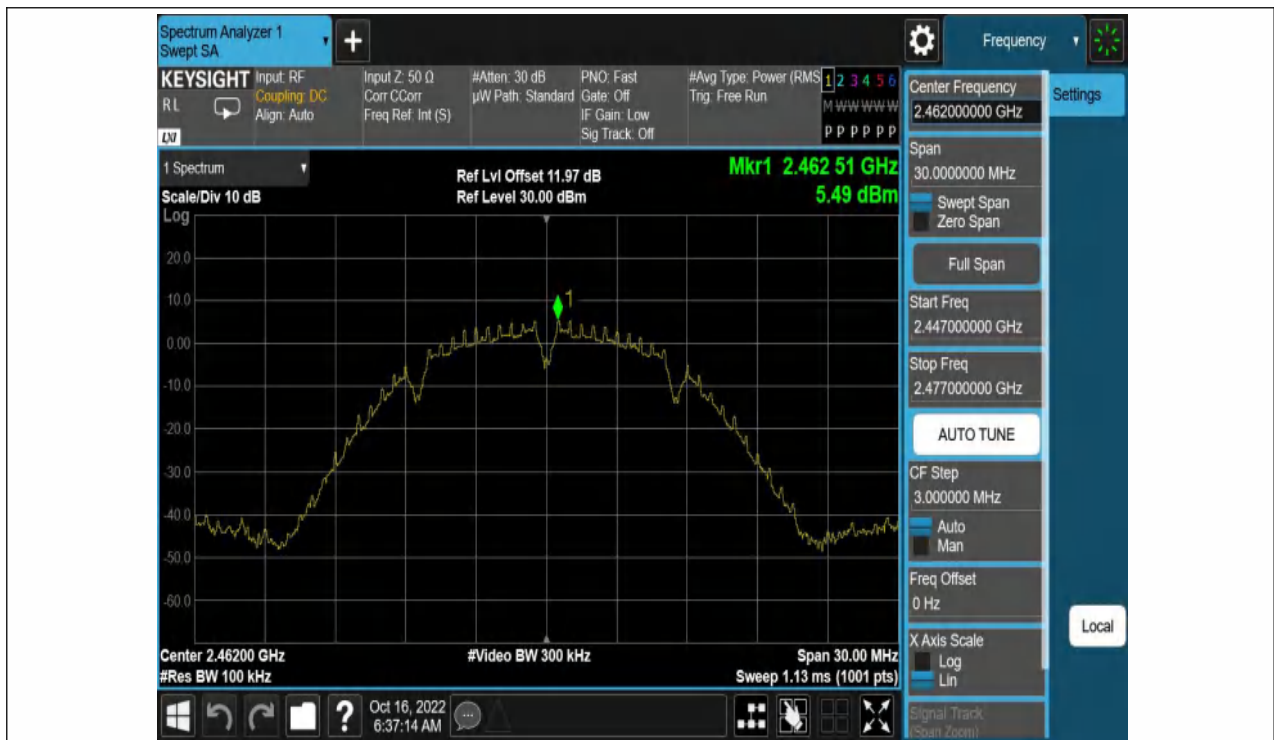 Spectrum Analyzer 1
Swept SA
+
Frequency
KEYSIGHT
RL
LXI
Input: RF
Coupling: DC
Align: Auto
Input Z: 50 Ω
Corr CCorr
Freq Ref: Int (S)
#Atten: 30 dB
µW Path: Standard
PNO: Fast
Gate: Off
IF Gain: Low
Sig Track: Off
#Avg Type: Power (RMS
Trig: Free Run
1 2 3 4 5 6
M W W W W W
P P P P P P
Center Frequency
2.462000000 GHz
Settings
Span
30.0000000 MHz
Swept Span
Zero Span
Full Span
Start Freq
2.447000000 GHz
Stop Freq
2.477000000 GHz
AUTO TUNE
CF Step
3.000000 MHz
Auto
Man
Freq Offset
0 Hz
X Axis Scale
Log
Lin
Signal Track
(Span Zoom)
Local
1 Spectrum
Scale/Div 10 dB
Log
Ref Lvl Offset 11.97 dB
Ref Level 30.00 dBm
Mkr1 2.462 51 GHz
5.49 dBm
20.0
10.0
1
0.00
-10.0
-20.0
-30.0
-40.0
-50.0
-60.0
Center 2.46200 GHz
#Res BW 100 kHz
#Video BW 300 kHz
Span 30.00 MHz
Sweep 1.13 ms (1001 pts)
?
Oct 16, 2022
6:37:14 AM